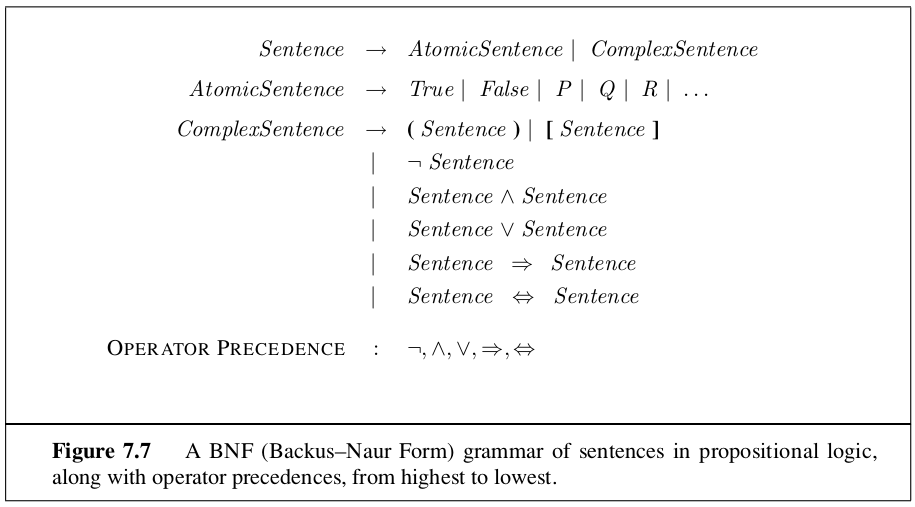 Sentence → AtomicSentence | ComplexSentence
AtomicSentence → True | False | P | Q | R | ...
ComplexSentence → ( Sentence ) | [ Sentence ]
| ¬ Sentence
| Sentence ∧ Sentence
| Sentence ∨ Sentence
| Sentence ⇒ Sentence
| Sentence ⇔ Sentence
OPERATOR PRECEDENCE : ¬, ∧, ∨, ⇒, ⇔
Figure 7.7 A BNF (Backus–Naur Form) grammar of sentences in propositional logic,
along with operator precedences, from highest to lowest.